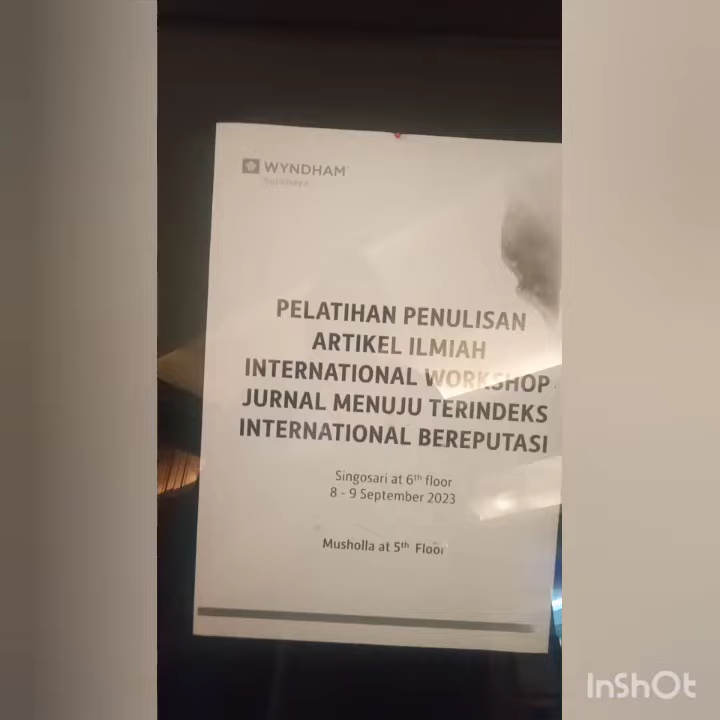 WYNDHAM
Surabaya
PELATIHAN PENULISAN
ARTIKEL ILMIAH
INTERNATIONAL WORKSHOP
JURNAL MENUJU TERINDEKS
INTERNATIONAL BEREPUTASI
Singosari at 6th floor
8 - 9 September 2023
Musholla at 5th Floor
InShOt